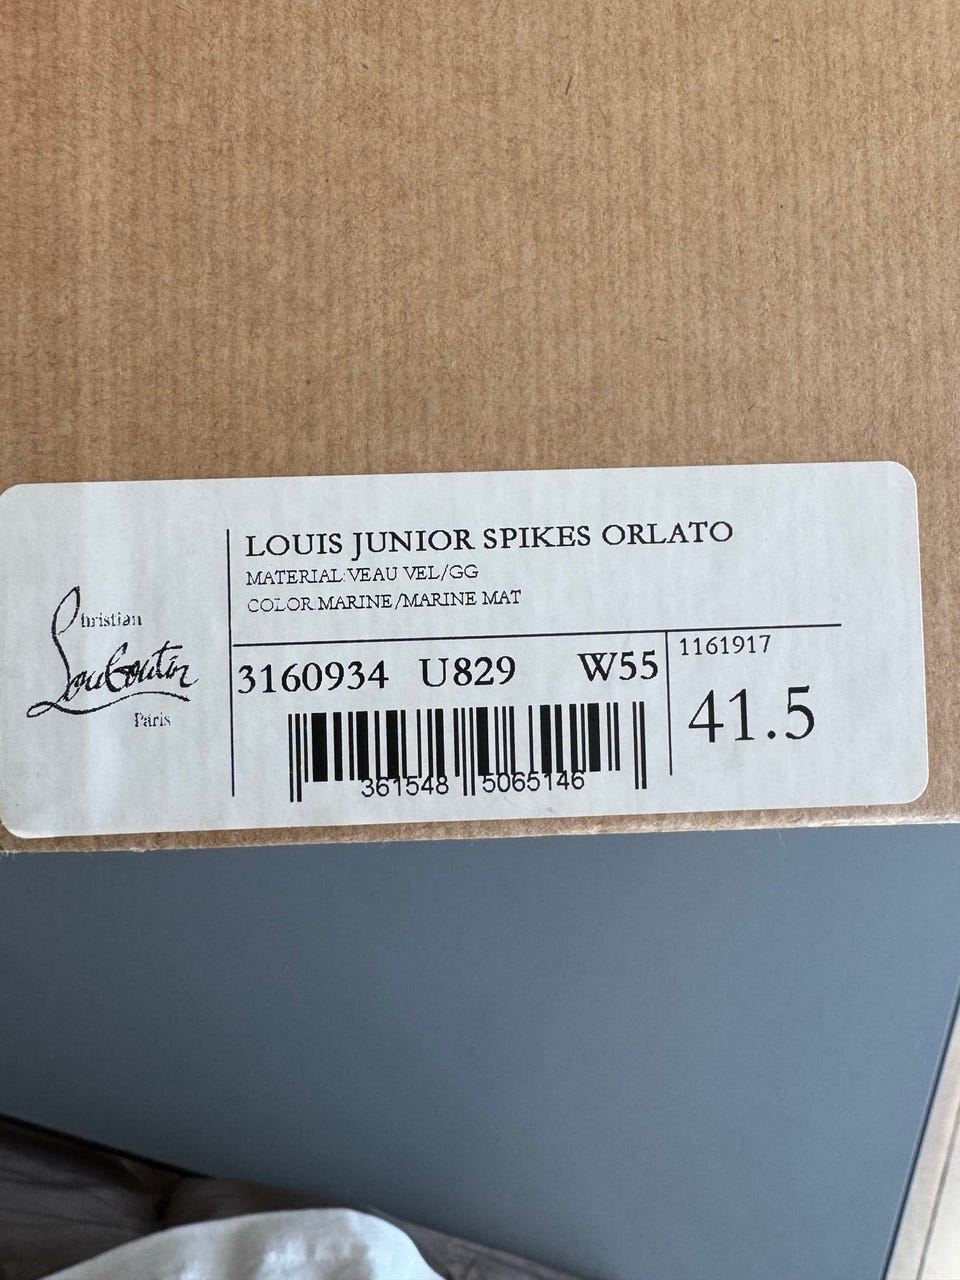 Christian
Louboutin
Paris
LOUIS JUNIOR SPIKES ORLATO
MATERIAL:VEAU VEL/GG
COLOR:MARINE/MARINE MAT
3160934 U829 W55
1161917
41.5
361548 5065146